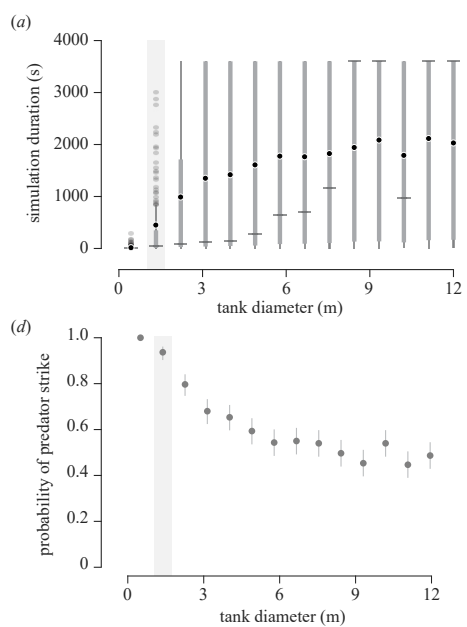 (a)
4000
3000
2000
1000
0
simulation duration (s)
0 3 6 9 12
tank diameter (m)
(d)
1.0
0.8
0.6
0.4
0.2
0
probability of predator strike
0 3 6 9 12
tank diameter (m)